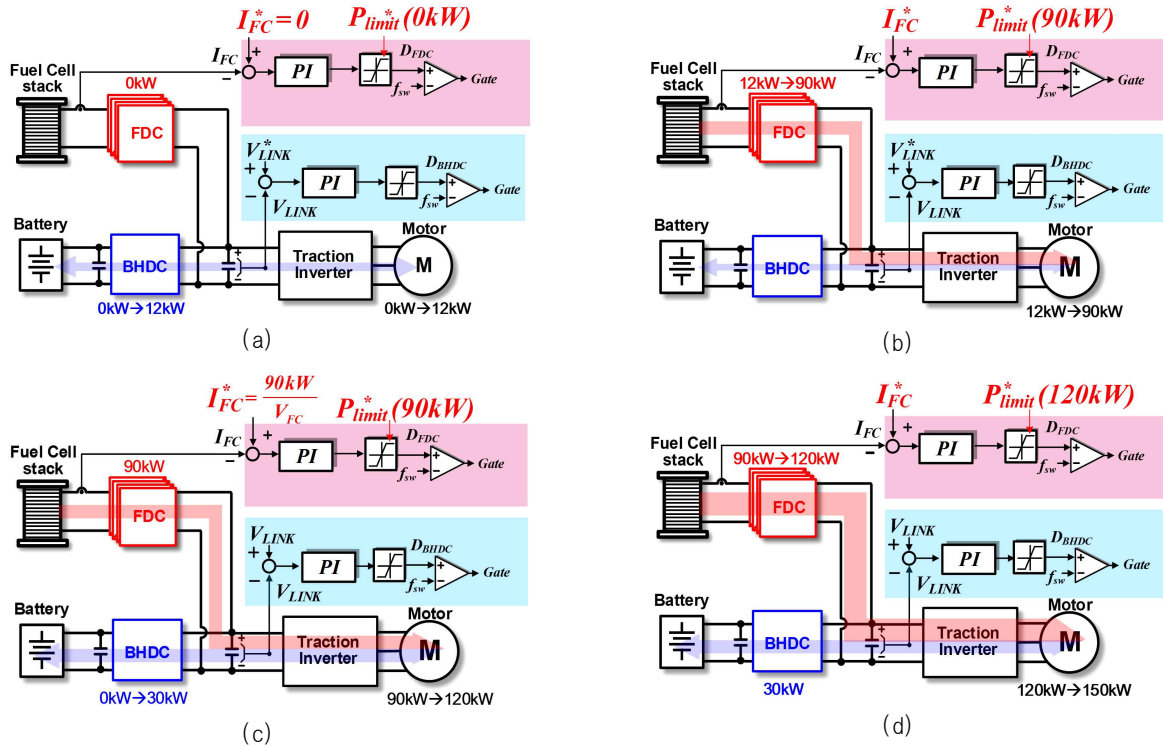 I*FC = 0
P*limit (0kW)
IFC
+
−
PI
DFDC
fsw
+
−
Gate
Fuel Cell
stack
0kW
FDC
V*LINK
+
−
VLINK
PI
DBHDC
fsw
+
−
Gate
Battery
BHDC
+
−
Traction
Inverter
Motor
M
0kW→12kW
0kW→12kW
(a)
I*FC
P*limit (90kW)
IFC
+
−
PI
DFDC
fsw
+
−
Gate
Fuel Cell
stack
12kW→90kW
FDC
V*LINK
+
−
VLINK
PI
DBHDC
fsw
+
−
Gate
Battery
BHDC
+
−
Traction
Inverter
Motor
M
12kW→90kW
(b)
I*FC = 90kW / VFC
P*limit (90kW)
IFC
+
−
PI
DFDC
fsw
+
−
Gate
Fuel Cell
stack
90kW
FDC
VLINK
+
−
VLINK
PI
DBHDC
fsw
+
−
Gate
Battery
BHDC
+
−
Traction
Inverter
Motor
M
0kW→30kW
90kW→120kW
(c)
I*FC
P*limit (120kW)
IFC
+
−
PI
DFDC
fsw
+
−
Gate
Fuel Cell
stack
90kW→120kW
FDC
VLINK
+
−
VLINK
PI
DBHDC
fsw
+
−
Gate
Battery
BHDC
+
−
Traction
Inverter
Motor
M
30kW
120kW→150kW
(d)